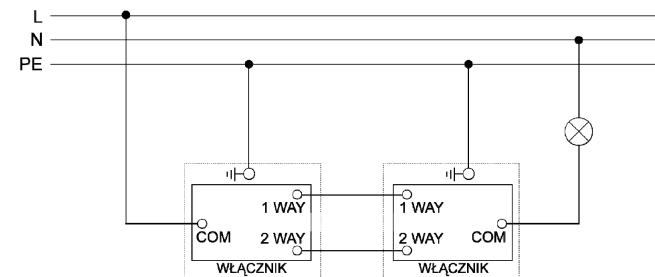 L
N
PE
1 WAY 1 WAY
COM 2 WAY 2 WAY COM
WŁĄCZNIK WŁĄCZNIK